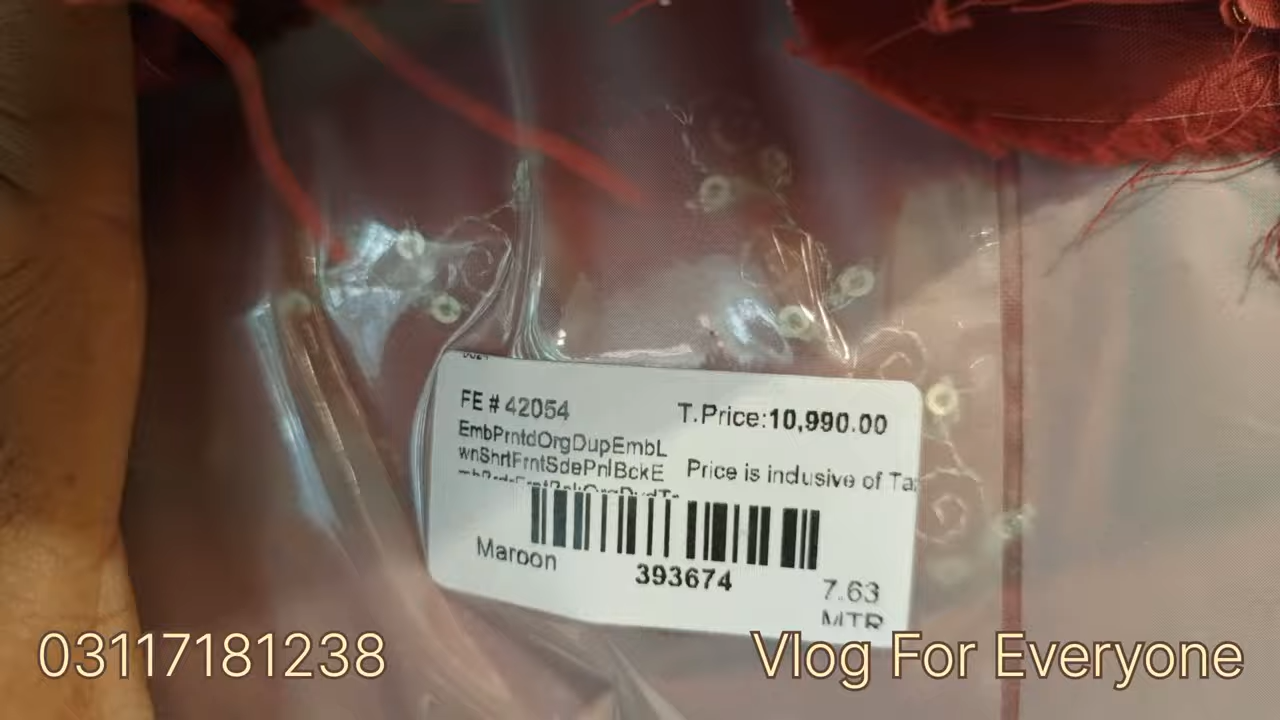 FE # 42054
T.Price:10,990.00
EmbPrntdOrgDupEmbL
wnShrtFrntSdePnlBckE
Price is inclusive of Ta
Maroon
393674
7.63
MTR
03117181238
Vlog For Everyone